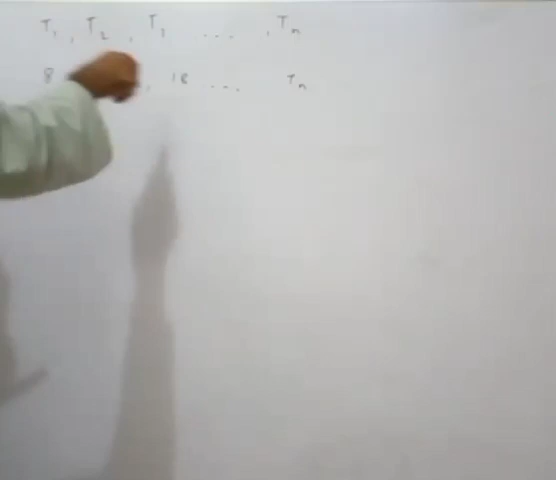 T₁, T₂, T₃ ... , Tₙ
8 , 18 ... Tₙ